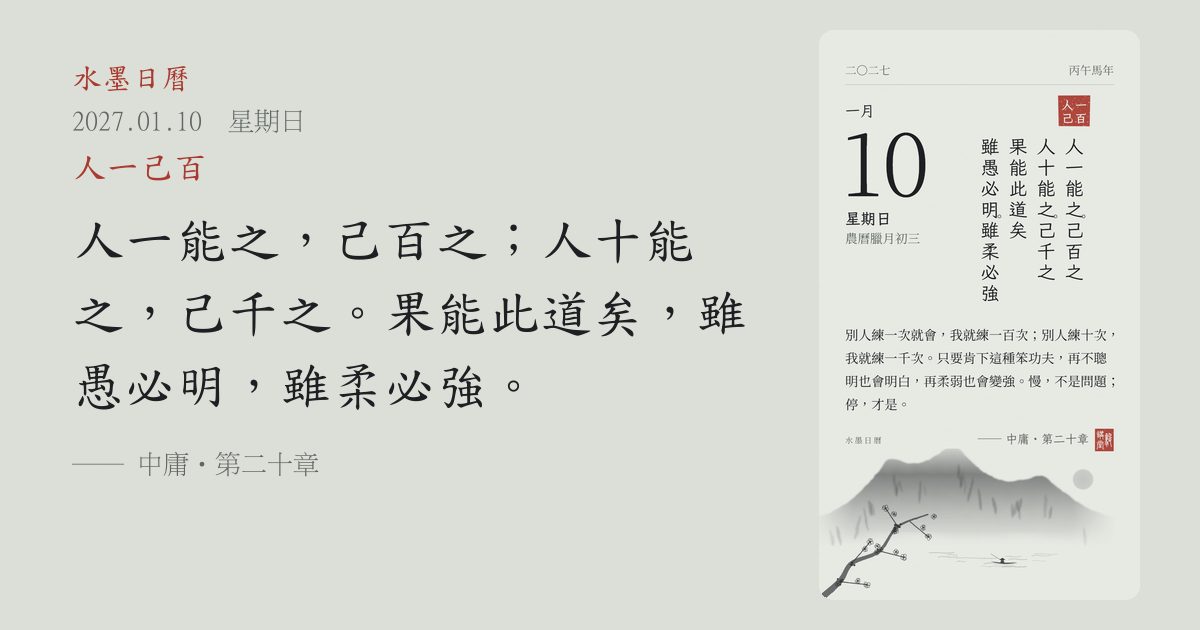 水墨日曆
2027.01.10 星期日
人一己百
人一能之，己百之；人十能
之，己千之。果能此道矣，雖
愚必明，雖柔必強。
—— 中庸・第二十章
二〇二七 丙午馬年
一月
10
星期日
農曆臘月初三
人一己百
人一能之。己百之
人十能之。己千之
果能此道矣
雖愚必明。雖柔必強
別人練一次就會，我就練一百次；別人練十次，
我就練一千次。只要肯下這種笨功夫，再不聰
明也會明白，再柔弱也會變強。慢，不是問題；
停，才是。
水墨日曆
—— 中庸・第二十章